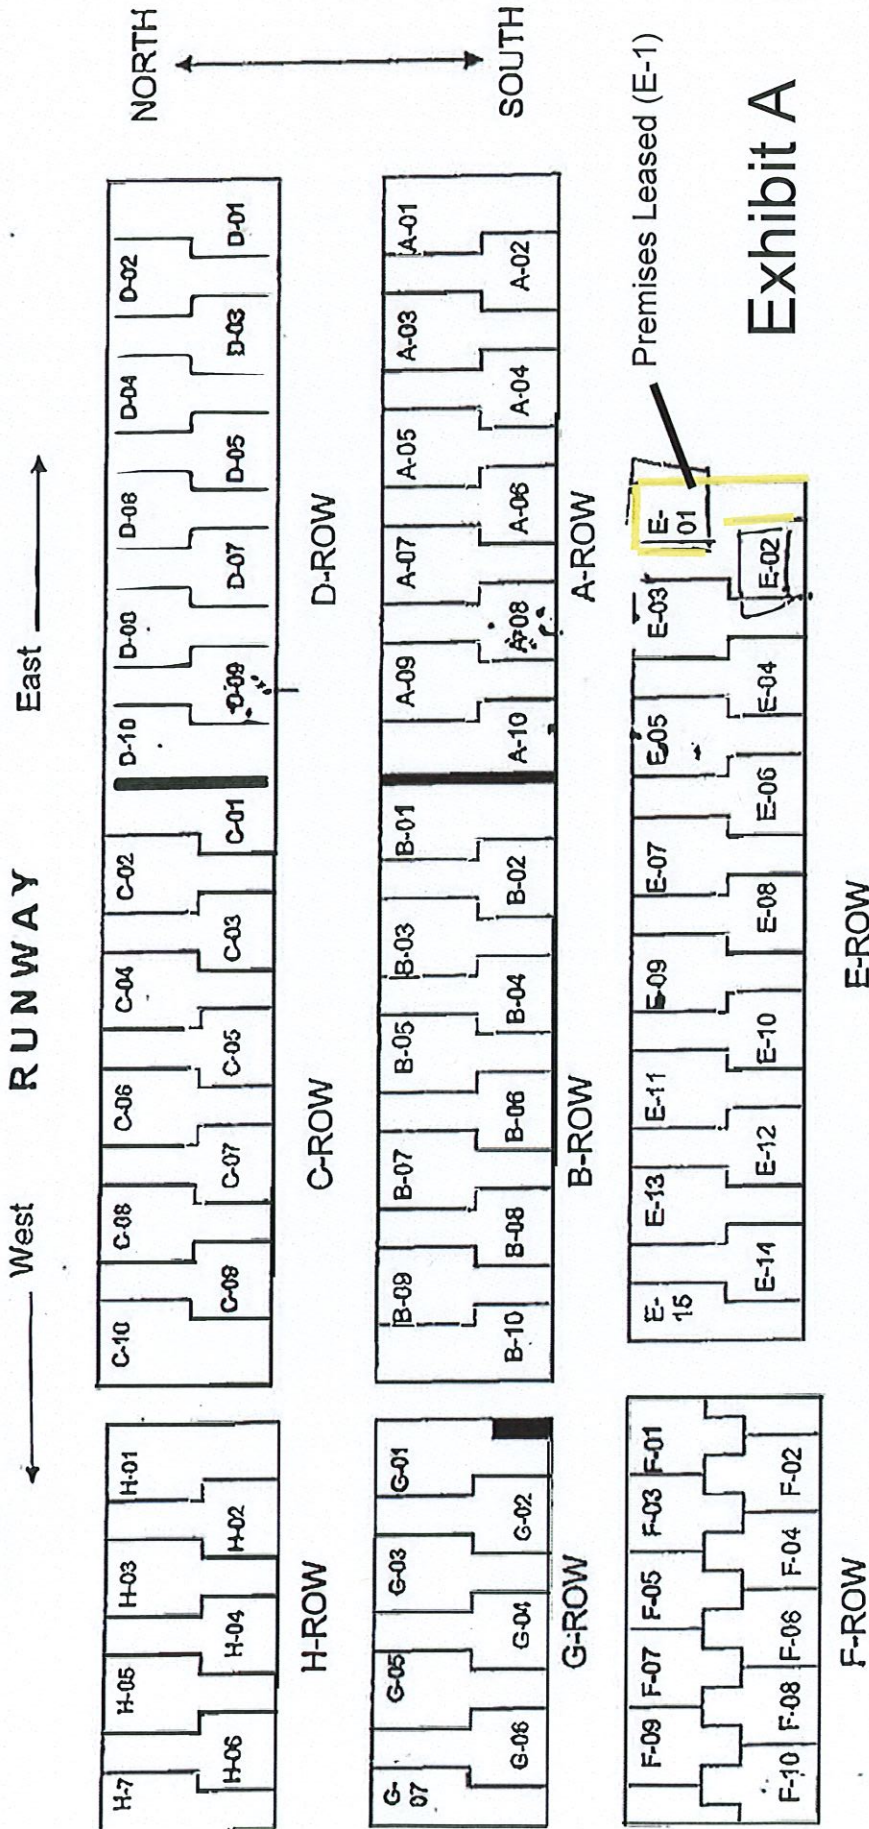 West RUNWAY East
NORTH
H-7 H-05 H-03 H-01 C-10 C-08 C-06 C-04 C-02 D-10 D-08 D-06 D-04 D-02
H-06 H-04 H-02 C-09 C-07 C-05 C-03 C-01 D-09 D-07 D-05 D-03 D-01
H-ROW C-ROW D-ROW
G-07 G-05 G-03 G-01 B-09 B-07 B-05 B-03 B-01 A-09 A-07 A-05 A-03 A-01
G-06 G-04 G-02 B-10 B-08 B-06 B-04 B-02 A-10 A-08 A-06 A-04 A-02
SOUTH
G-ROW B-ROW A-ROW
Premises Leased (E-1)
F-09 F-07 F-05 F-03 F-01 E-15 E-13 E-11 E-09 E-07 E-05 E-03 E-01
F-10 F-08 F-06 F-04 F-02 E-14 E-12 E-10 E-08 E-06 E-04 E-02
Exhibit A
F-ROW E-ROW